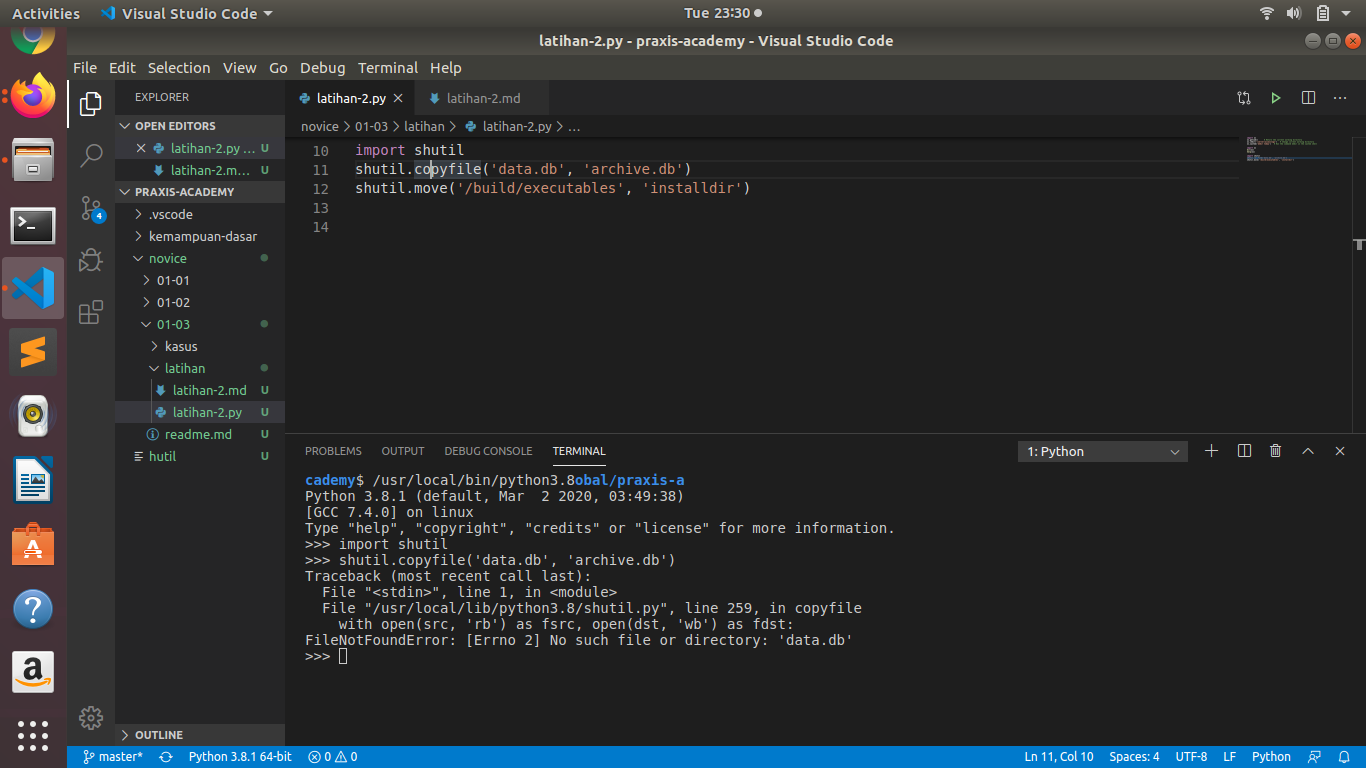 Activities Visual Studio Code Tue 23:30
latihan-2.py - praxis-academy - Visual Studio Code
File Edit Selection View Go Debug Terminal Help
EXPLORER
OPEN EDITORS
latihan-2.py ... U
latihan-2.m... U
PRAXIS-ACADEMY
.vscode
kemampuan-dasar
novice
01-01
01-02
01-03
kasus
latihan
latihan-2.md U
latihan-2.py U
readme.md U
hutil U
OUTLINE
4
latihan-2.py latihan-2.md
novice > 01-03 > latihan > latihan-2.py > ...
10 import shutil
11 shutil.copyfile('data.db', 'archive.db')
12 shutil.move('/build/executables', 'installdir')
13
14
PROBLEMS OUTPUT DEBUG CONSOLE TERMINAL 1: Python
cademy$ /usr/local/bin/python3.8obal/praxis-a
Python 3.8.1 (default, Mar  2 2020, 03:49:38)
[GCC 7.4.0] on linux
Type "help", "copyright", "credits" or "license" for more information.
>>> import shutil
>>> shutil.copyfile('data.db', 'archive.db')
Traceback (most recent call last):
  File "<stdin>", line 1, in <module>
  File "/usr/local/lib/python3.8/shutil.py", line 259, in copyfile
    with open(src, 'rb') as fsrc, open(dst, 'wb') as fdst:
FileNotFoundError: [Errno 2] No such file or directory: 'data.db'
>>>
master* Python 3.8.1 64-bit 0 0 Ln 11, Col 10 Spaces: 4 UTF-8 LF Python